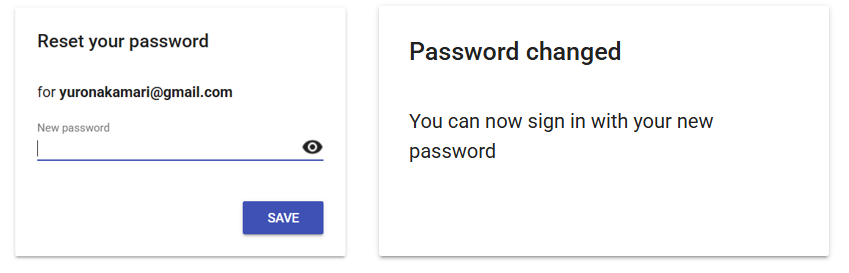 Reset your password
for yuronakamari@gmail.com
New password
SAVE
Password changed
You can now sign in with your new
password